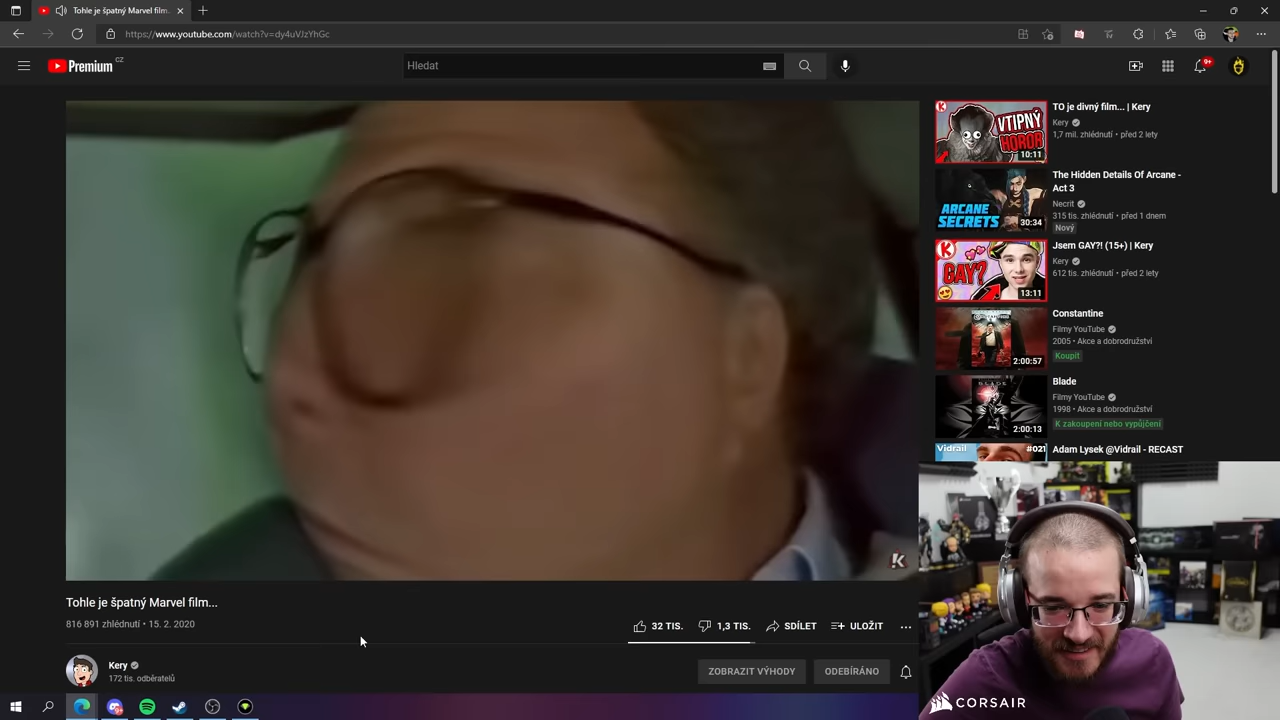 Tohle je špatný Marvel film..
https://www.youtube.com/watch?v=dy4uVJzYhGc
Premium CZ
Hledat
9+
K
Tohle je špatný Marvel film...
816 891 zhlédnutí • 15. 2. 2020
32 TIS.
1,3 TIS.
SDÍLET
ULOŽIT
Kery
172 tis. odběratelů
ZOBRAZIT VÝHODY
ODEBÍRÁNO
K
VTIPNÝ
HOROR
10:11
TO je divný film... | Kery
Kery
1,7 mil. zhlédnutí • před 2 lety
ARCANE
SECRETS
30:34
The Hidden Details Of Arcane -
Act 3
Necrit
315 tis. zhlédnutí • před 1 dnem
Nový
K
GAY?
13:11
Jsem GAY?! (15+) | Kery
Kery
612 tis. zhlédnutí • před 2 lety
2:00:57
Constantine
Filmy YouTube
2005 • Akce a dobrodružství
Koupit
BLADE
2:00:13
Blade
Filmy YouTube
1998 • Akce a dobrodružství
K zakoupení nebo vypůjčení
Vidrail
#021
Adam Lysek @Vidrail - RECAST
CORSAIR